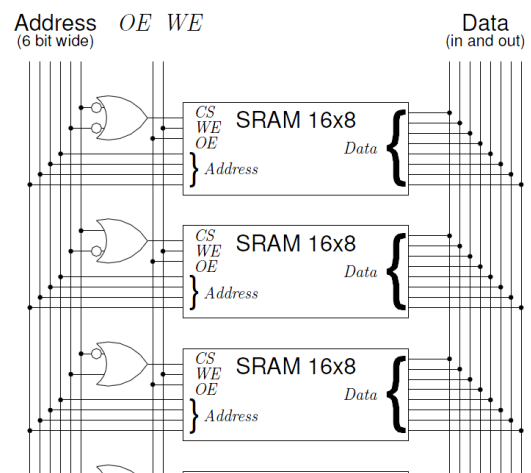 Address OE WE Data
(6 bit wide) (in and out)
CS SRAM 16x8
WE
OE Data
Address
CS SRAM 16x8
WE
OE Data
Address
CS SRAM 16x8
WE
OE Data
Address